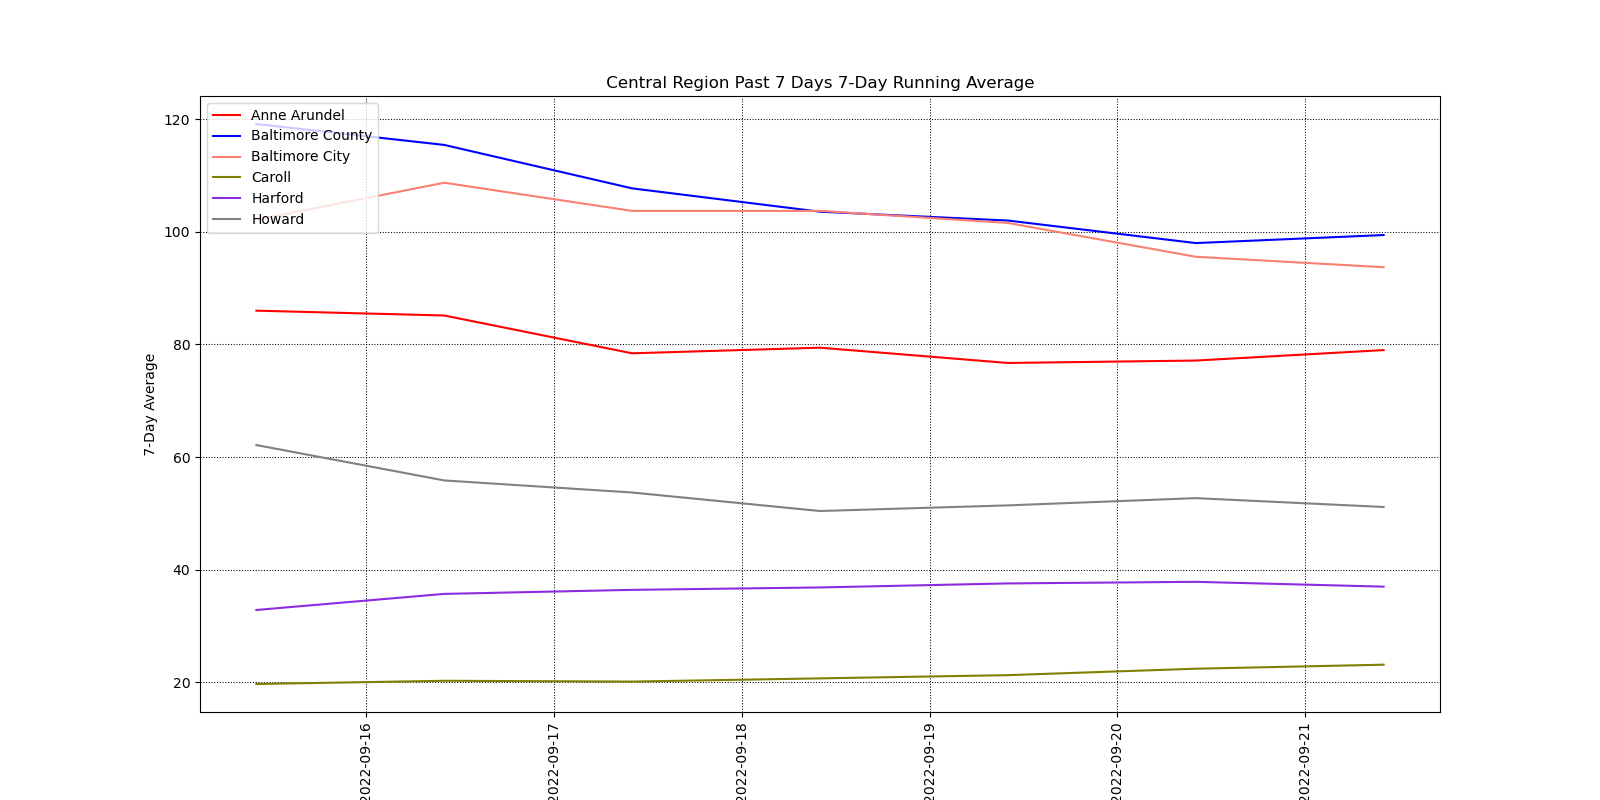 Central Region Past 7 Days 7-Day Running Average
Anne Arundel
Baltimore County
Baltimore City
Caroll
Harford
Howard
7-Day Average
120
100
80
60
40
20
2022-09-16
2022-09-17
2022-09-18
2022-09-19
2022-09-20
2022-09-21